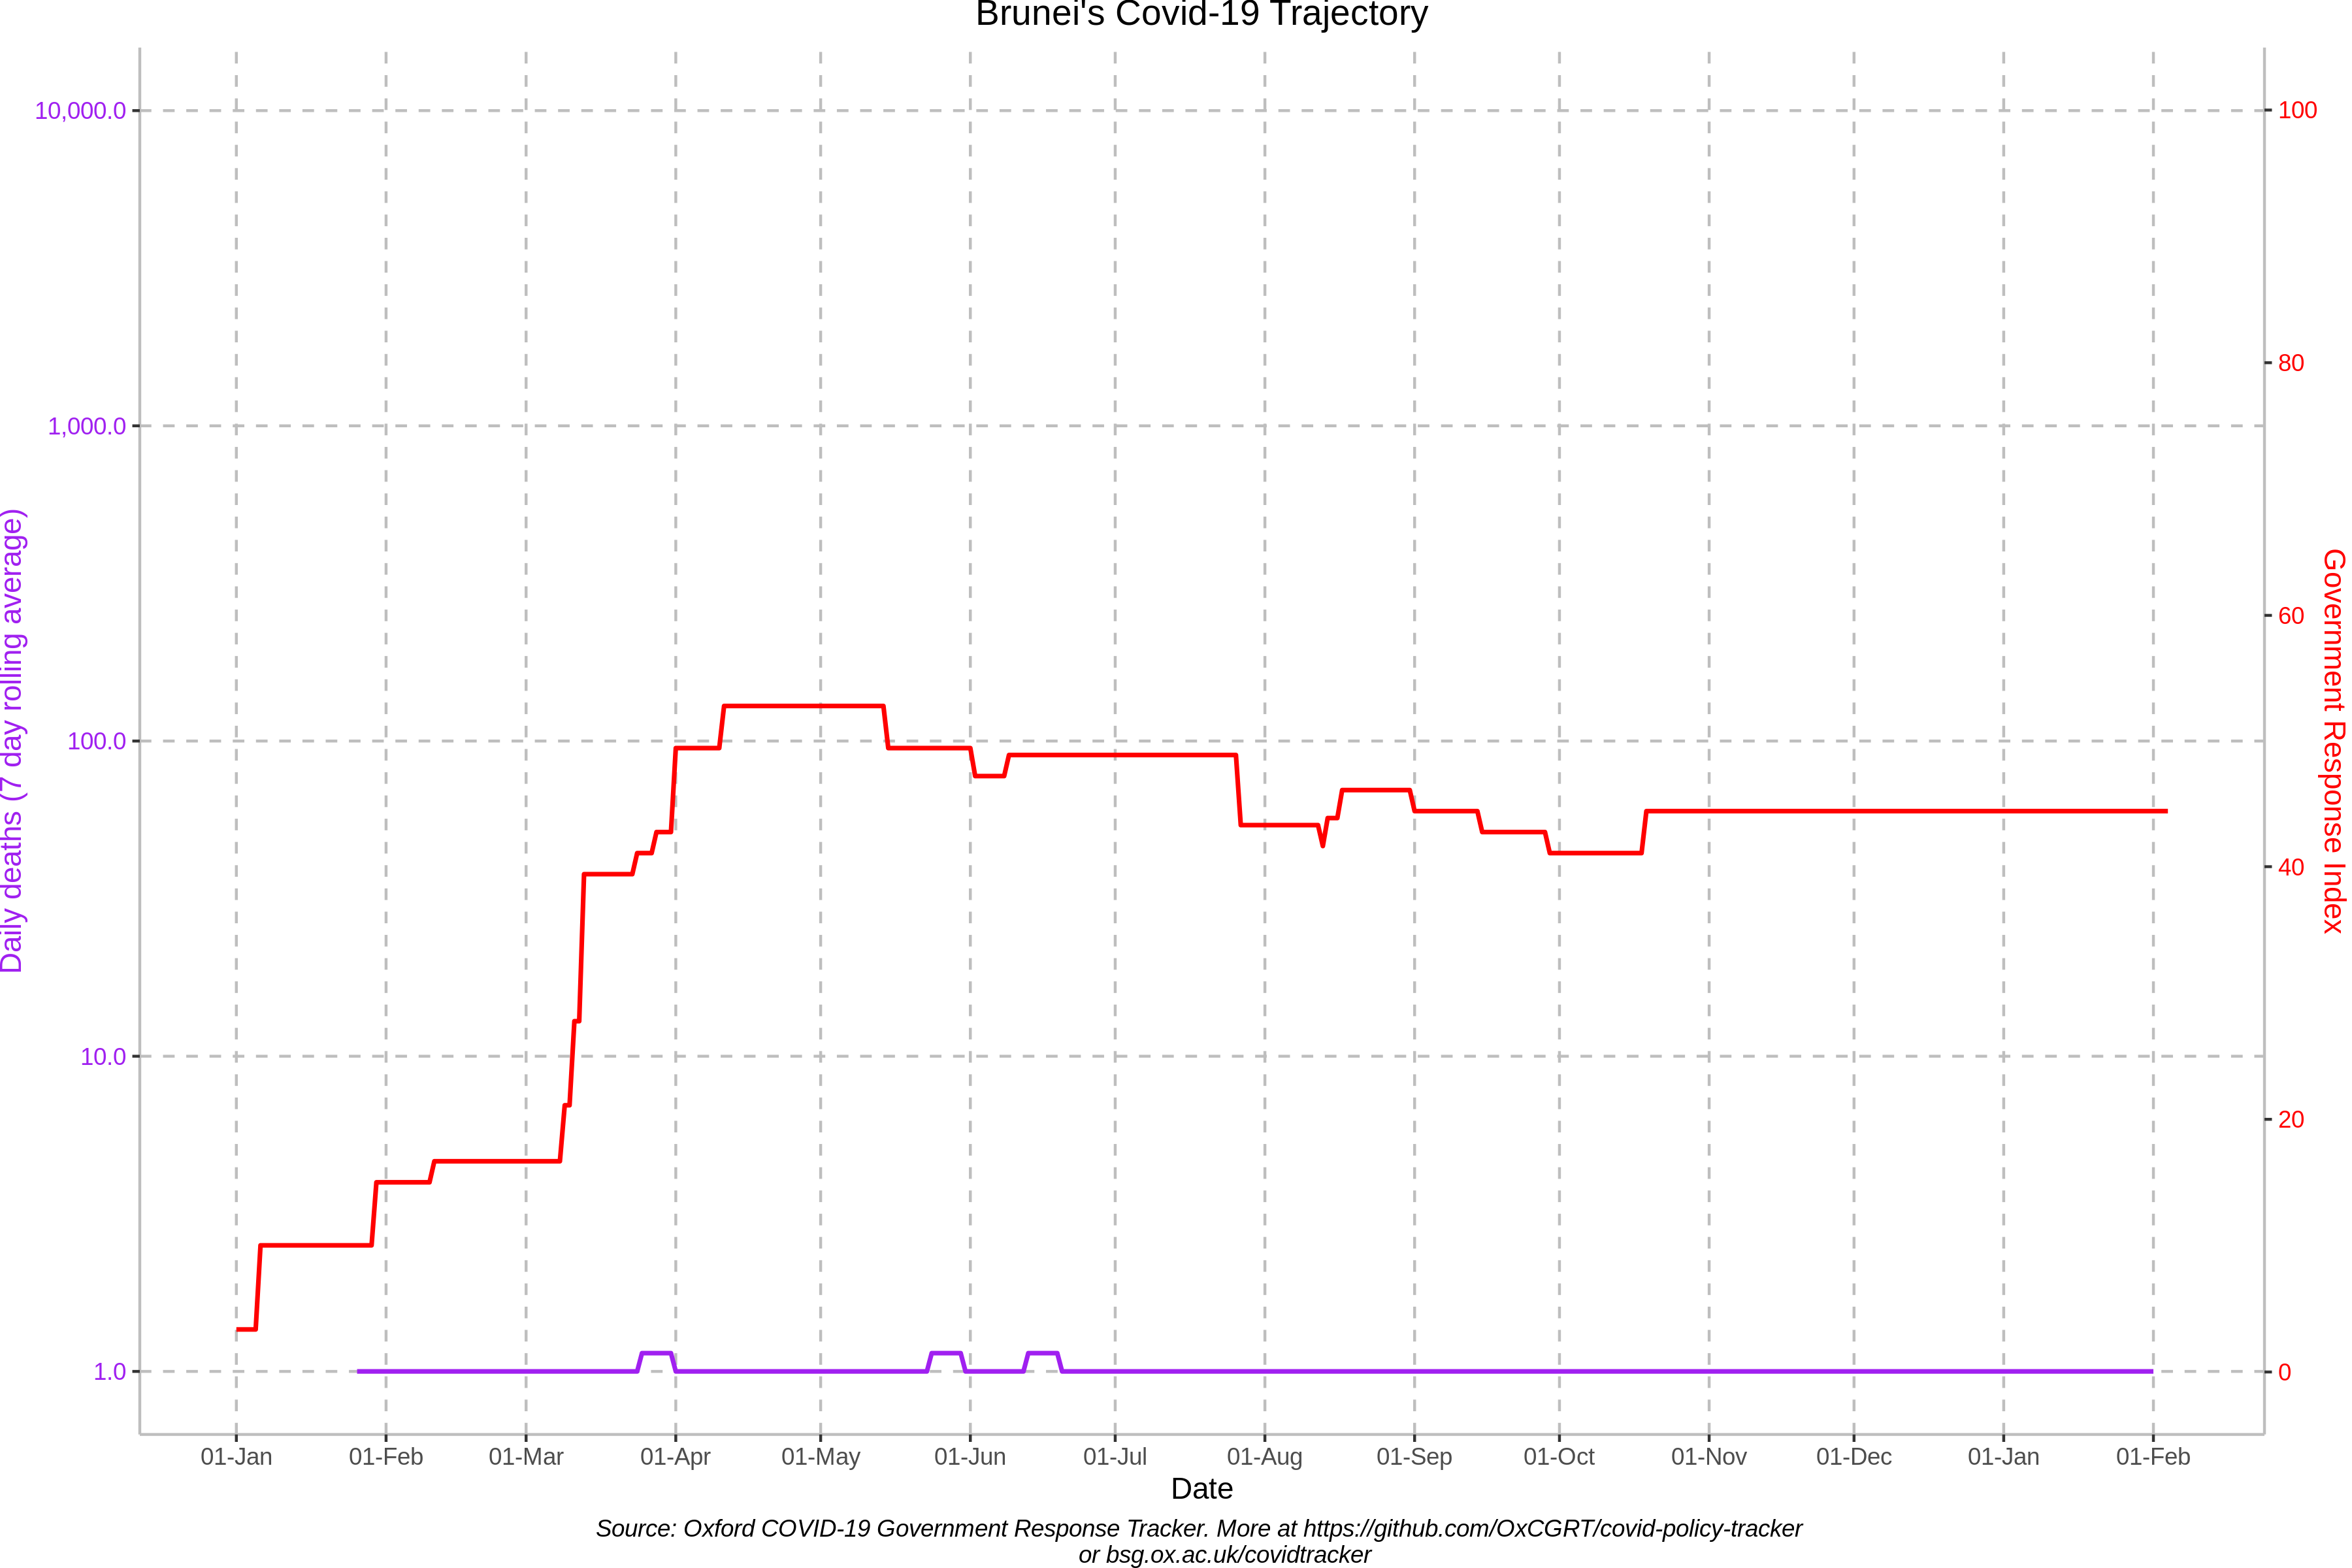 Brunei's Covid-19 Trajectory
10,000.0
1,000.0
100.0
10.0
1.0
Daily deaths (7 day rolling average)
100
80
60
40
20
0
Government Response Index
01-Jan 01-Feb 01-Mar 01-Apr 01-May 01-Jun 01-Jul 01-Aug 01-Sep 01-Oct 01-Nov 01-Dec 01-Jan 01-Feb
Date
Source: Oxford COVID-19 Government Response Tracker. More at https://github.com/OxCGRT/covid-policy-tracker
or bsg.ox.ac.uk/covidtracker